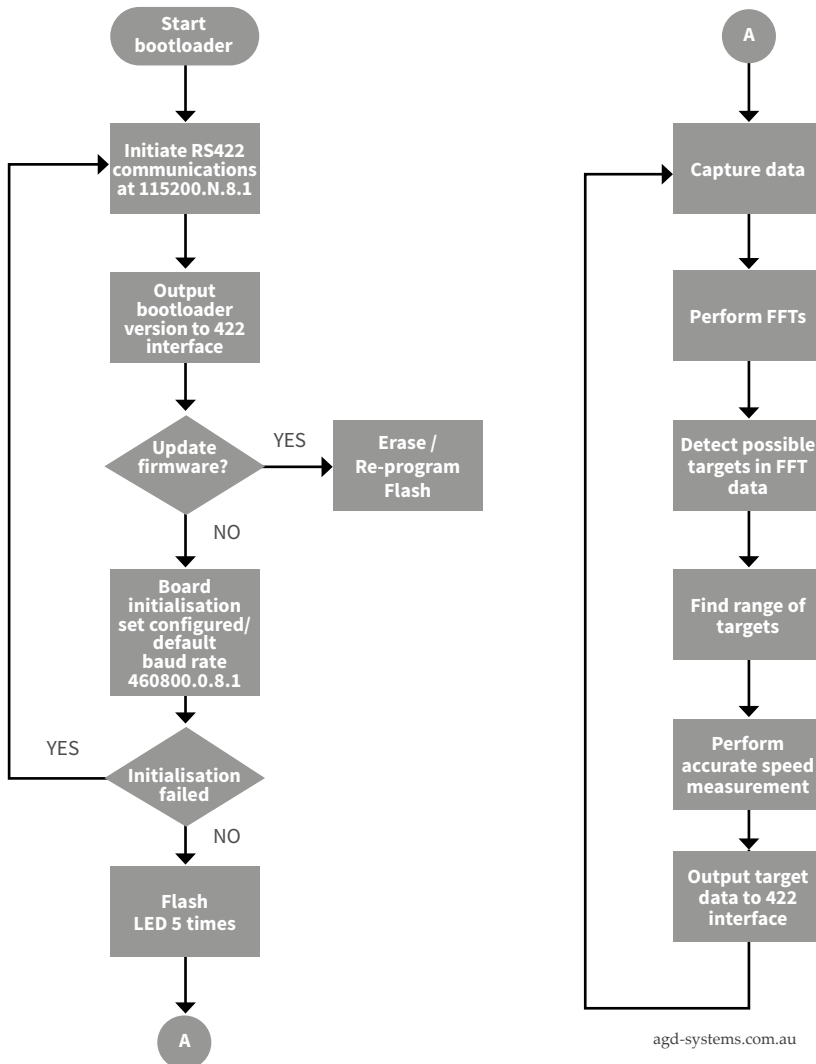 Start
bootloader
Initiate RS422
communications
at 115200.N.8.1
Output
bootloader
version to 422
interface
Update
firmware?
YES
Erase /
Re-program
Flash
NO
Board
initialisation
set configured/
default
baud rate
460800.0.8.1
YES
Initialisation
failed
NO
Flash
LED 5 times
A
A
Capture data
Perform FFTs
Detect possible
targets in FFT
data
Find range of
targets
Perform
accurate speed
measurement
Output target
data to 422
interface
agd-systems.com.au